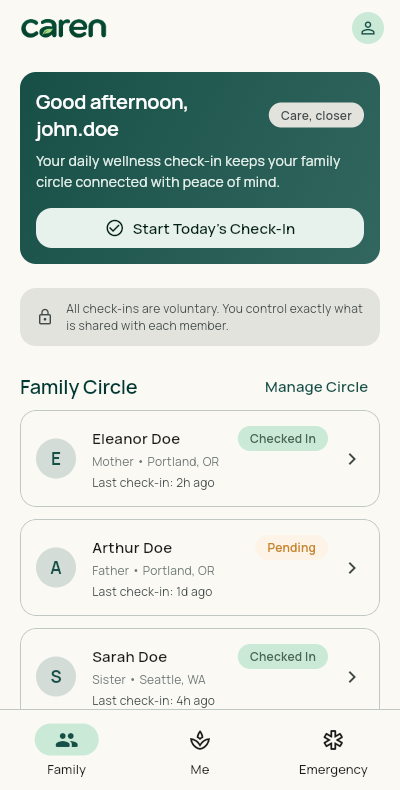 caren
Good afternoon,
john.doe
Care, closer
Your daily wellness check-in keeps your family
circle connected with peace of mind.
Start Today's Check-In
All check-ins are voluntary. You control exactly what
is shared with each member.
Family Circle
Manage Circle
E
Eleanor Doe
Checked In
Mother • Portland, OR
Last check-in: 2h ago
A
Arthur Doe
Pending
Father • Portland, OR
Last check-in: 1d ago
S
Sarah Doe
Checked In
Sister • Seattle, WA
Last check-in: 4h ago
Family
Me
Emergency